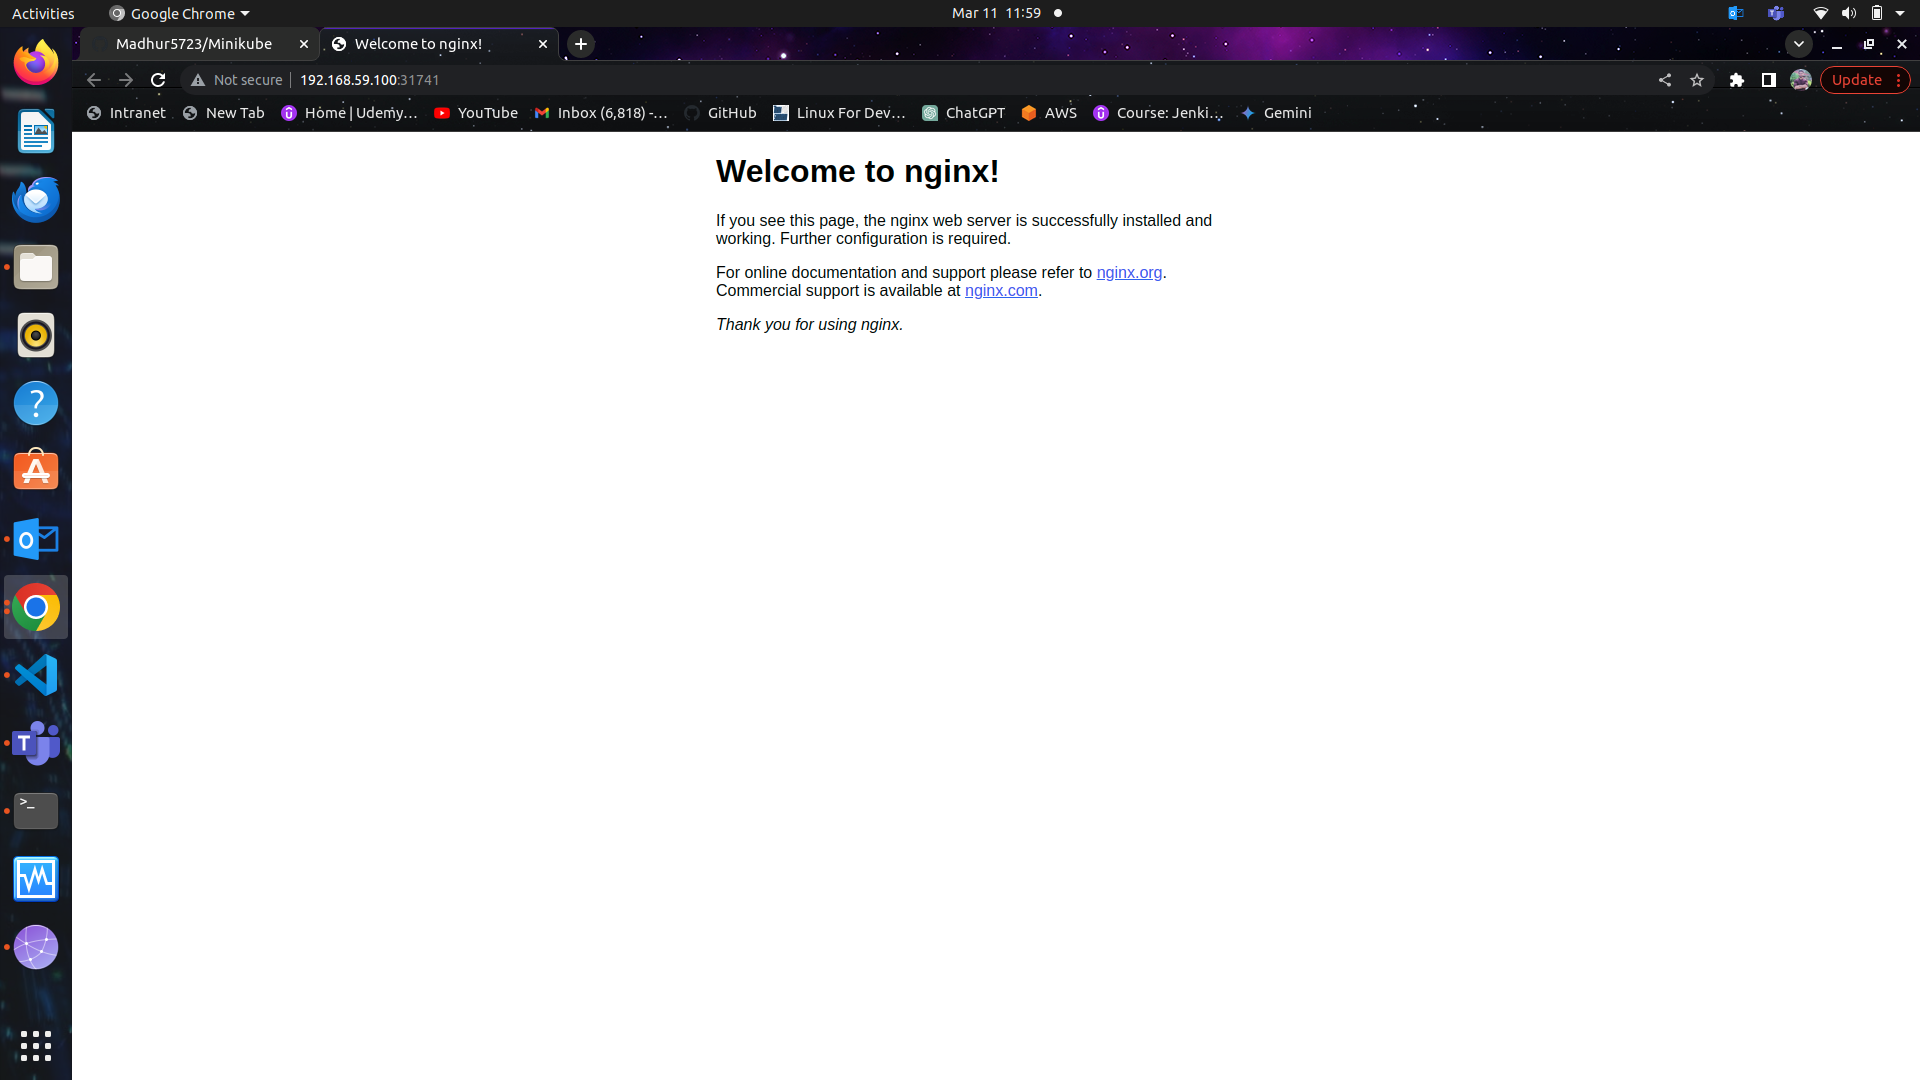 Activities
Google Chrome
Mar 11 11:59
Madhur5723/Minikube
Welcome to nginx!
Not secure
192.168.59.100:31741
Update
Intranet
New Tab
Home | Udemy…
YouTube
Inbox (6,818) -…
GitHub
Linux For Dev…
ChatGPT
AWS
Course: Jenki…
Gemini
Welcome to nginx!
If you see this page, the nginx web server is successfully installed and
working. Further configuration is required.
For online documentation and support please refer to nginx.org.
Commercial support is available at nginx.com.
Thank you for using nginx.